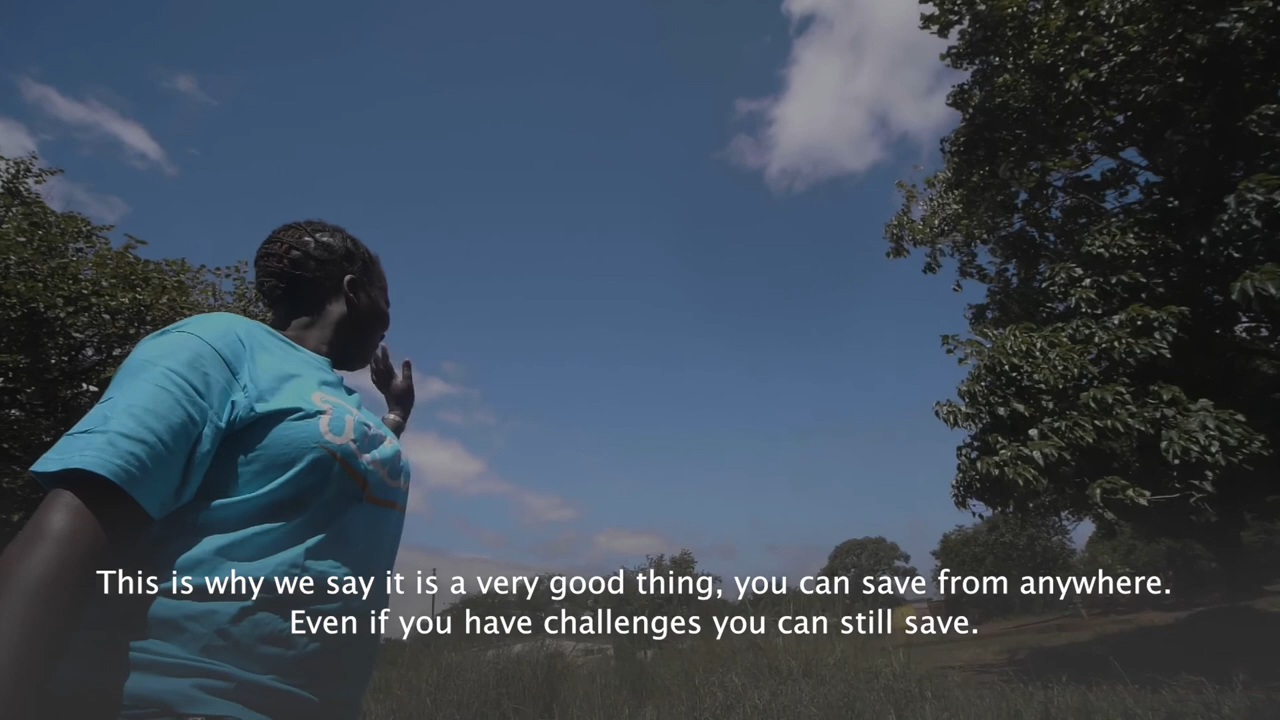 This is why we say it is a very good thing, you can save from anywhere.
Even if you have challenges you can still save.